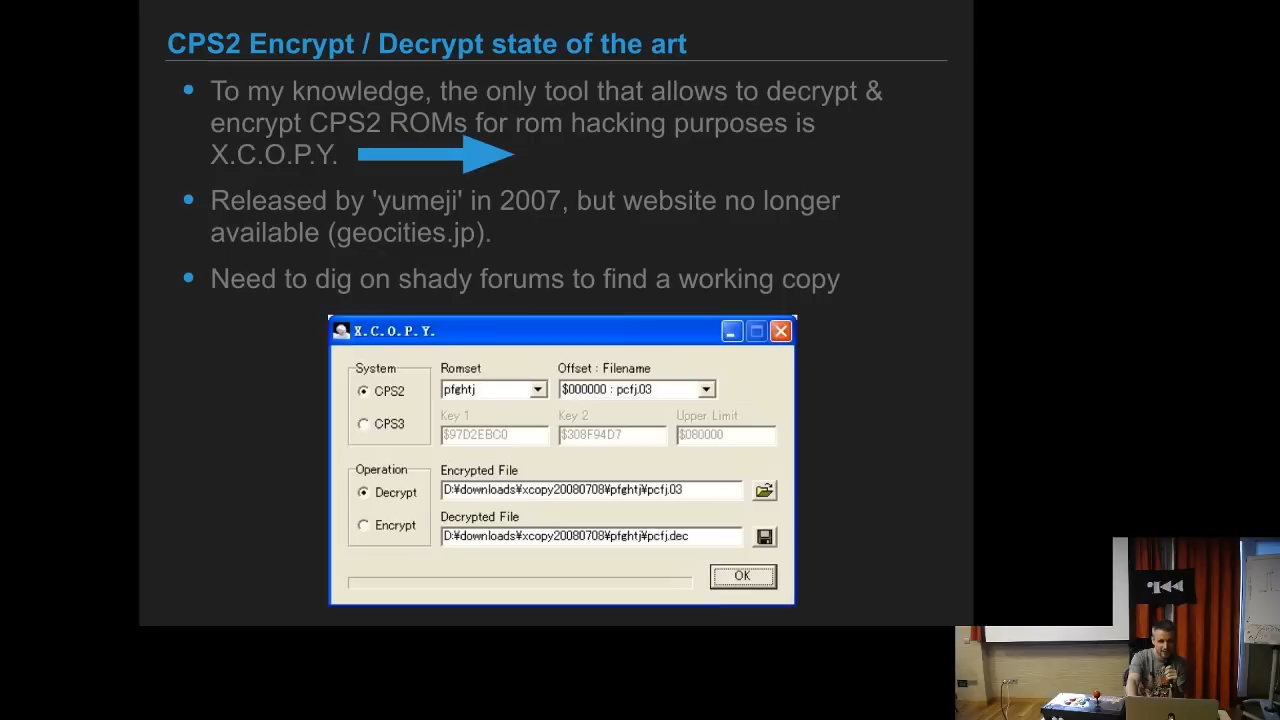 CPS2 Encrypt / Decrypt state of the art
To my knowledge, the only tool that allows to decrypt &
encrypt CPS2 ROMs for rom hacking purposes is
X.C.O.P.Y.
Released by 'yumeji' in 2007, but website no longer
available (geocities.jp).
Need to dig on shady forums to find a working copy
X.C.O.P.Y.
System
Romset
Offset : Filename
CPS2
pfghtj
$000000 : pcfj.03
CPS3
Key 1
Key 2
Upper Limit
$97D2EBC0
$308F94D7
$080000
Operation
Encrypted File
Decrypt
D:¥downloads¥xcopy20080708¥pfghtj¥pcfj.03
Decrypted File
Encrypt
D:¥downloads¥xcopy20080708¥pfghtj¥pcfj.dec
OK